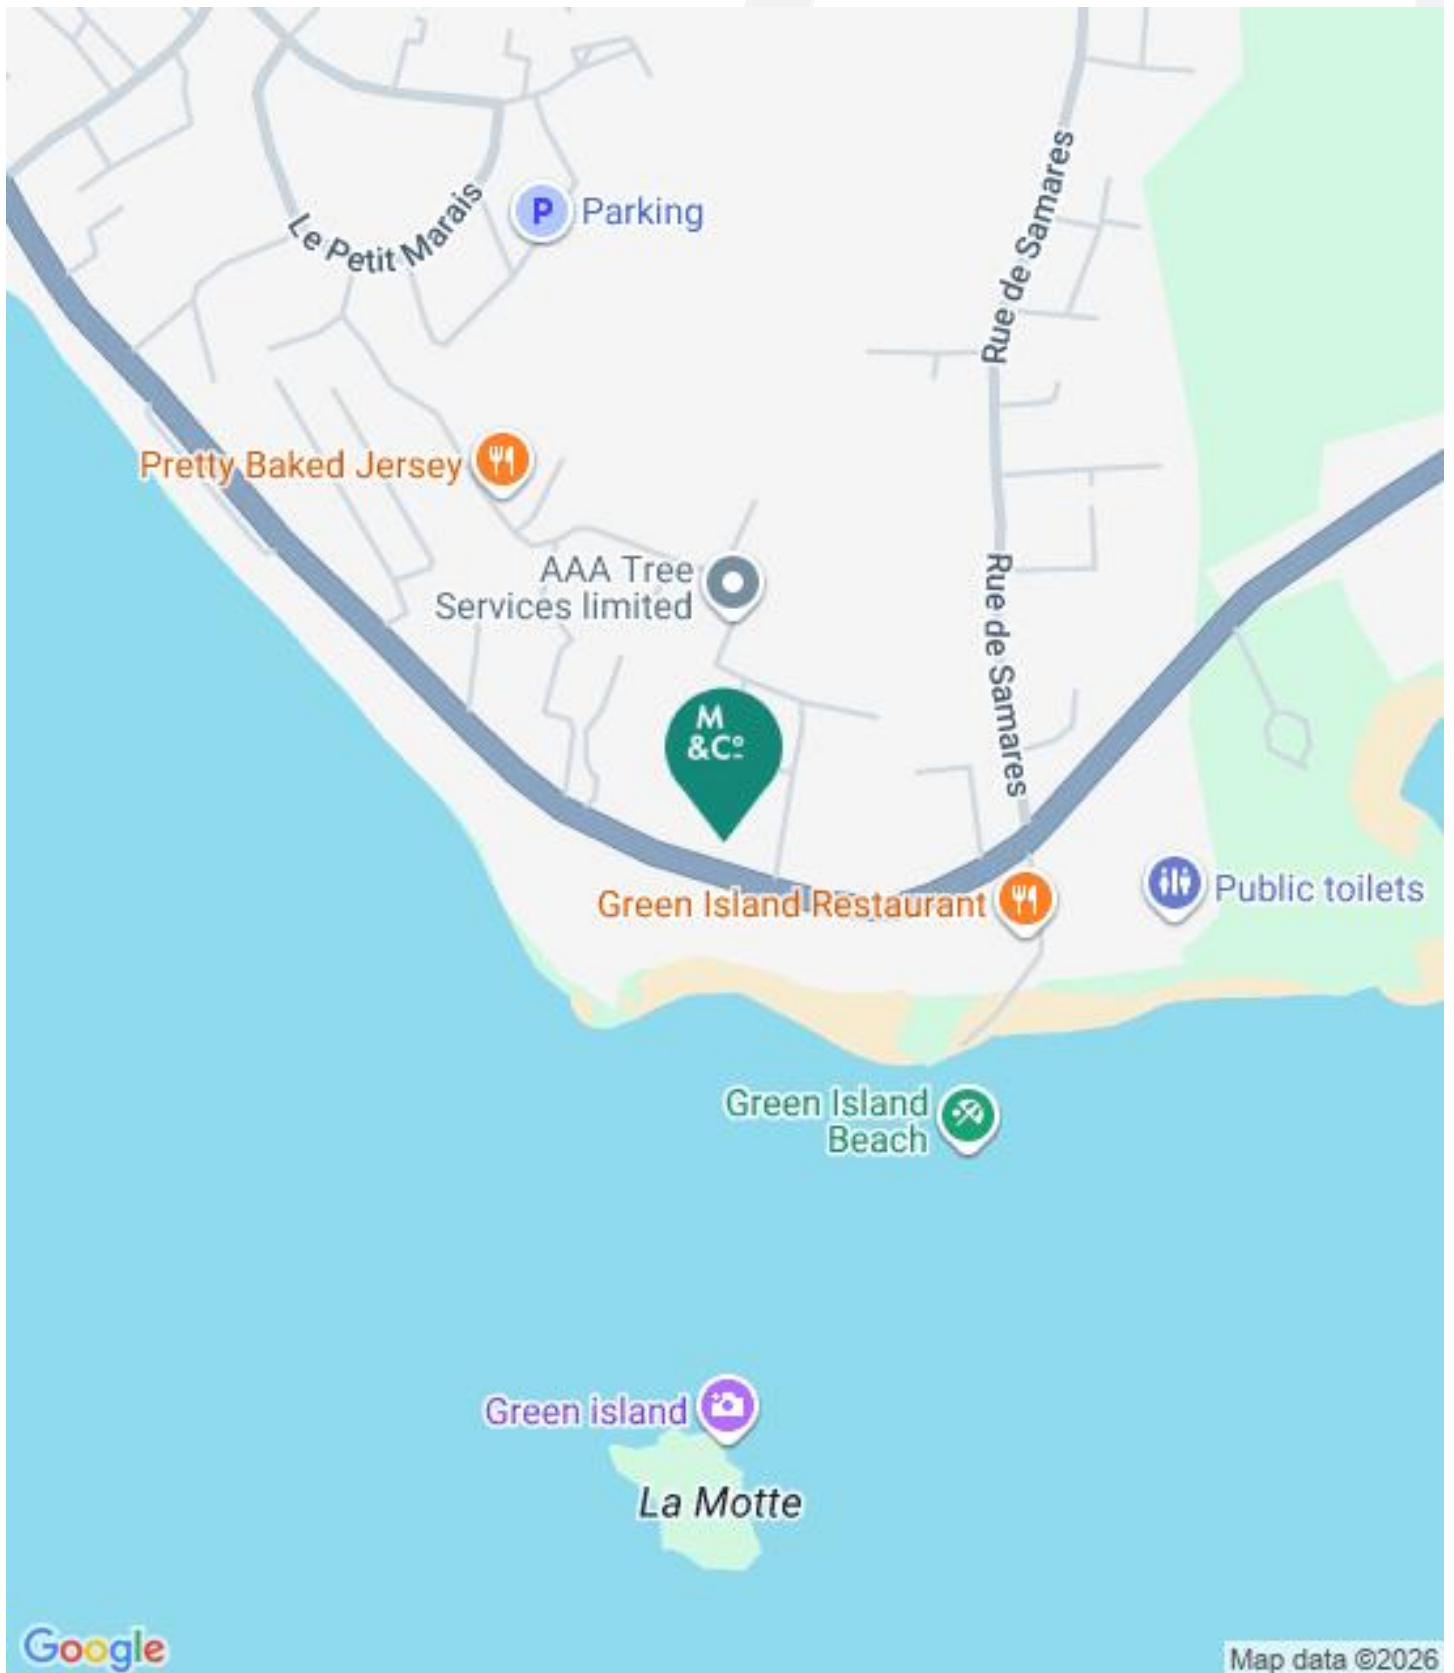 Rue de Samares
Le Petit Marais
P
Parking
Pretty Baked Jersey
AAA Tree
Services limited
Rue de Samares
M
&Cº
Green Island Restaurant
Public toilets
Green Island
Beach
Green island
La Motte
Google
Map data ©2026